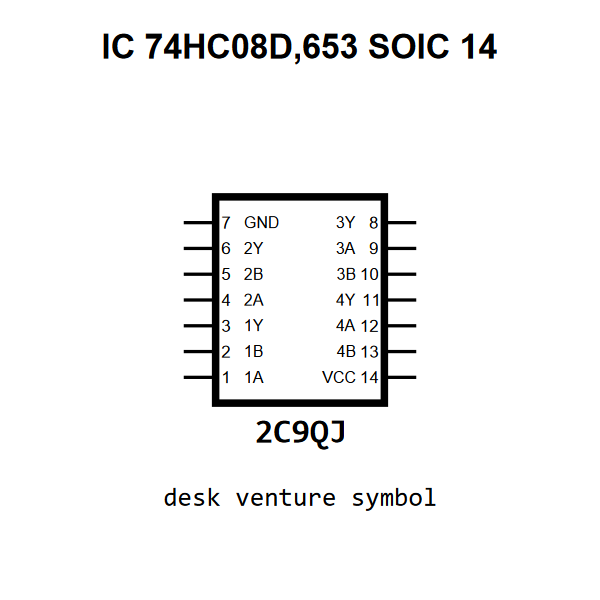 IC 74HC08D,653 SOIC 14
7 GND 3Y 8
6 2Y 3A 9
5 2B 3B 10
4 2A 4Y 11
3 1Y 4A 12
2 1B 4B 13
1 1A VCC 14
2C9QJ
desk venture symbol